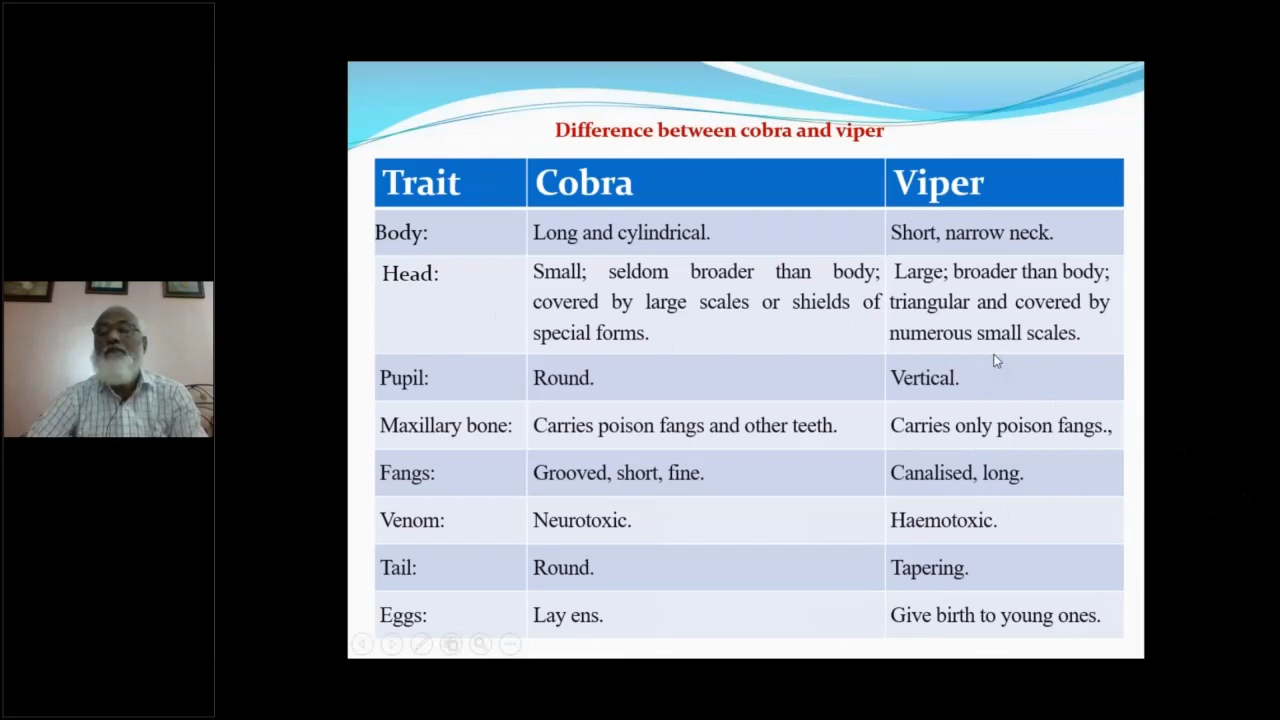 Difference between cobra and viper
Trait Cobra Viper
Body: Long and cylindrical. Short, narrow neck.
Head: Small; seldom broader than body; Large; broader than body;
covered by large scales or shields of triangular and covered by
special forms. numerous small scales.
Pupil: Round. Vertical.
Maxillary bone: Carries poison fangs and other teeth. Carries only poison fangs.,
Fangs: Grooved, short, fine. Canalised, long.
Venom: Neurotoxic. Haemotoxic.
Tail: Round. Tapering.
Eggs: Lay ens. Give birth to young ones.